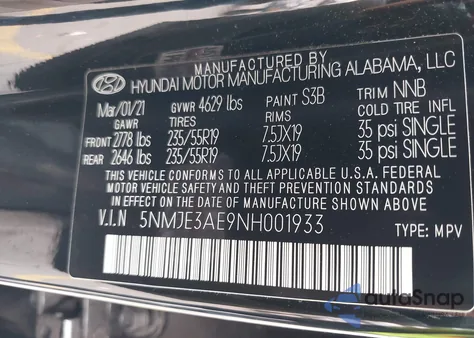 MANUFACTURED BY
HYUNDAI MOTOR MANUFACTURING ALABAMA, LLC
Mar/01/21 GVWR 4629 lbs PAINT S3B TRIM NNB
GAWR TIRES RIMS COLD TIRE INFL
FRONT 2778 lbs 235/55R19 7.5JX19 35 psi SINGLE
REAR 2646 lbs 235/55R19 7.5JX19 35 psi SINGLE
THIS VEHICLE CONFORMS TO ALL APPLICABLE U.S.A. FEDERAL
MOTOR VEHICLE SAFETY AND BUMPER STANDARDS IN EFFECT ON
THE DATE OF MANUFACTURE SHOWN ABOVE.
V.I.N 5NMJE3AE9NH001933
TYPE: MPV
autoSnap